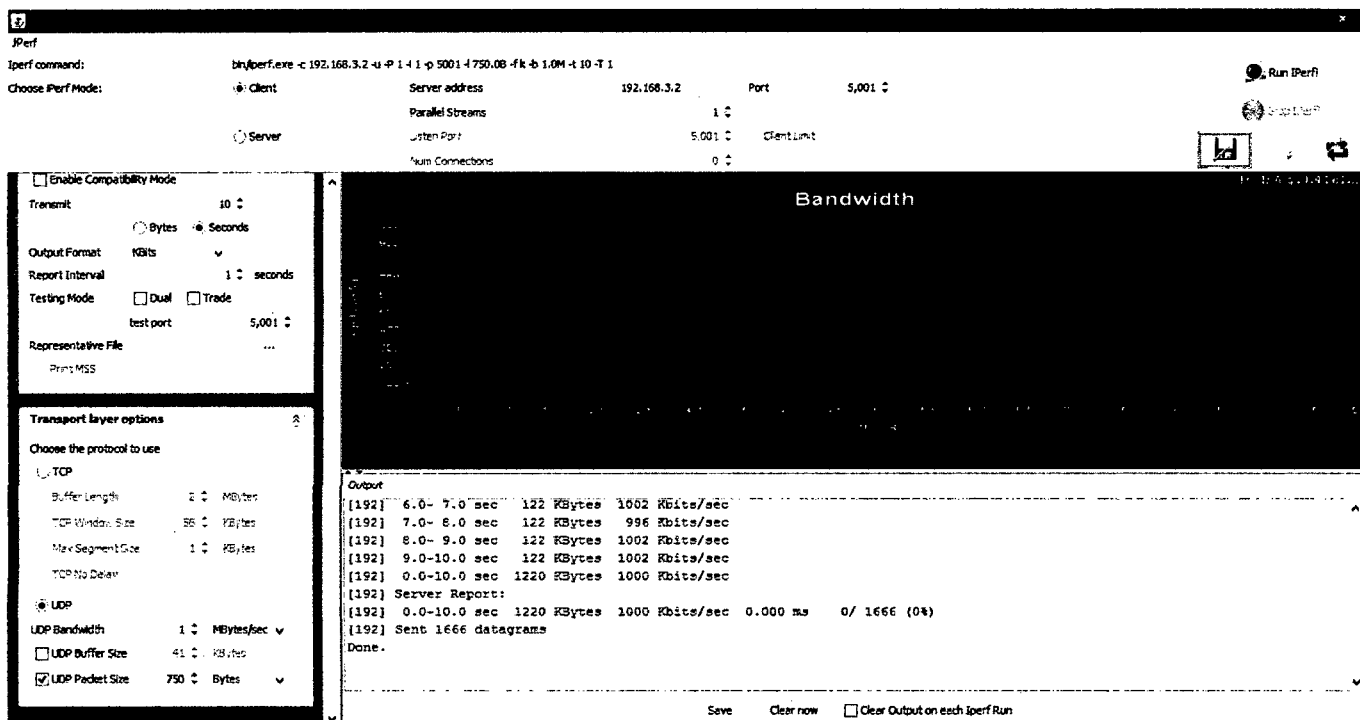 JPerf
Iperf command: bin/iperf.exe -c 192.168.3.2 -u -P 1 -i 1 -p 5001 -l 750.0B -f k -b 1.0M -t 10 -T 1
Choose iPerf Mode: Client Server address 192.168.3.2 Port 5,001
Parallel Streams 1
Server Listen Port 5,001 Client Limit
Num Connections 0
Run IPerf!
Enable Compatibility Mode
Transmit 10
Bytes Seconds
Output Format KBits
Report Interval 1 seconds
Testing Mode Dual Trade
test port 5,001
Representative File ...
Print MSS
Transport layer options
Choose the protocol to use
TCP
Buffer Length 2 MBytes
TCP Window Size 56 KBytes
Max Segment Size 1 KBytes
TCP No Delay
UDP
UDP Bandwidth 1 MBytes/sec
UDP Buffer Size 41 KBytes
UDP Packet Size 750 Bytes
Bandwidth
Output
[192] 6.0- 7.0 sec 122 KBytes 1002 Kbits/sec
[192] 7.0- 8.0 sec 122 KBytes 996 Kbits/sec
[192] 8.0- 9.0 sec 122 KBytes 1002 Kbits/sec
[192] 9.0-10.0 sec 122 KBytes 1002 Kbits/sec
[192] 0.0-10.0 sec 1220 KBytes 1000 Kbits/sec
[192] Server Report:
[192] 0.0-10.0 sec 1220 KBytes 1000 Kbits/sec 0.000 ms 0/ 1666 (0%)
[192] Sent 1666 datagrams
Done.
Save Clear now Clear Output on each Iperf Run